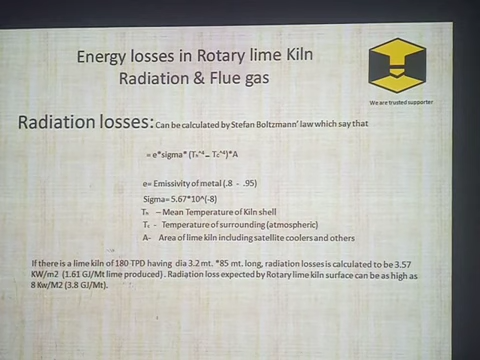 Energy losses in Rotary lime Kiln
Radiation & Flue gas
We are trusted supporter
Radiation losses: Can be calculated by Stefan Boltzmann' law which say that
= e*sigma* (Tₕ^⁴ – Tc^⁴)*A
e= Emissivity of metal (.8 - .95)
Sigma= 5.67*10^(-8)
Tₕ – Mean Temperature of Kiln shell
Tₛ - Temperature of surrounding (atmospheric)
A- Area of lime kiln including satellite coolers and others
If there is a lime kiln of 180 TPD having dia 3.2 mt. *85 mt. long, radiation losses is calculated to be 3.57
KW/m2 (1.61 GJ/Mt lime produced}. Radiation loss expected by Rotary lime kiln surface can be as high as
8 Kw/M2 (3.8 GJ/Mt).